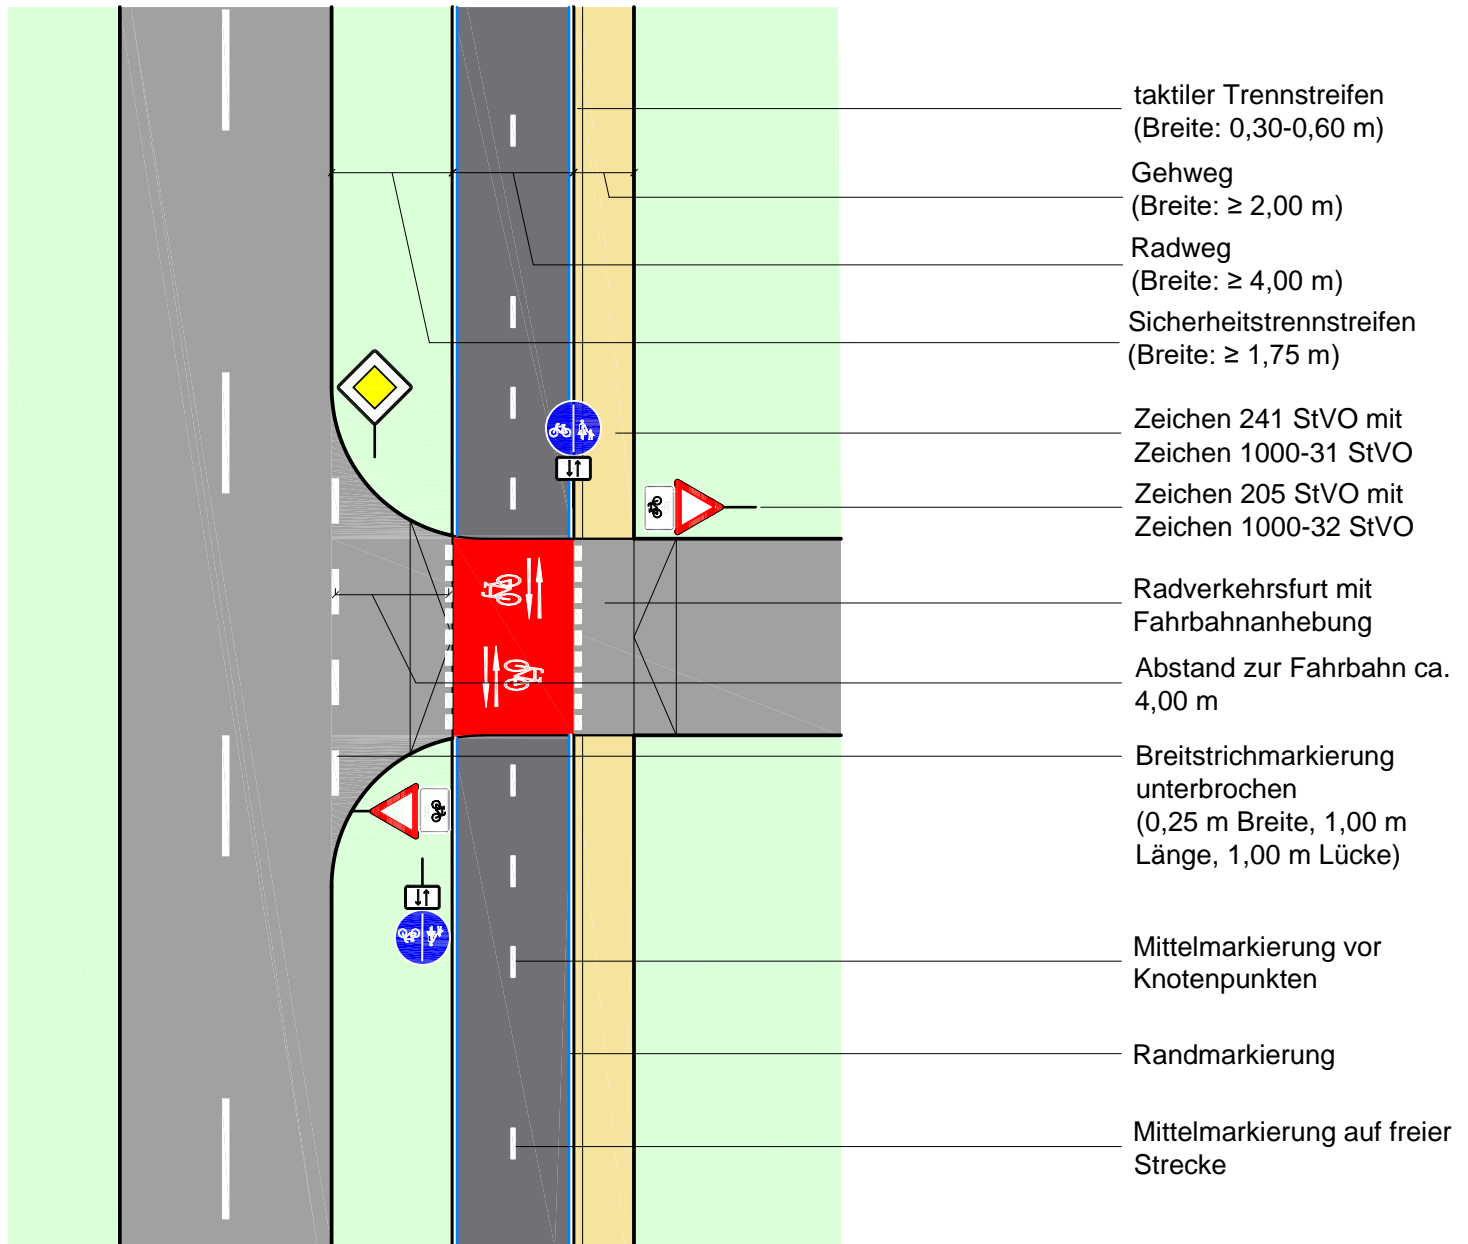 taktiler Trennstreifen
(Breite: 0,30-0,60 m)
Gehweg
(Breite: ≥ 2,00 m)
Radweg
(Breite: ≥ 4,00 m)
Sicherheitstrennstreifen
(Breite: ≥ 1,75 m)
Zeichen 241 StVO mit
Zeichen 1000-31 StVO
Zeichen 205 StVO mit
Zeichen 1000-32 StVO
Radverkehrsfurt mit
Fahrbahnanhebung
Abstand zur Fahrbahn ca.
4,00 m
Breitstrichmarkierung
unterbrochen
(0,25 m Breite, 1,00 m
Länge, 1,00 m Lücke)
Mittelmarkierung vor
Knotenpunkten
Randmarkierung
Mittelmarkierung auf freier
Strecke